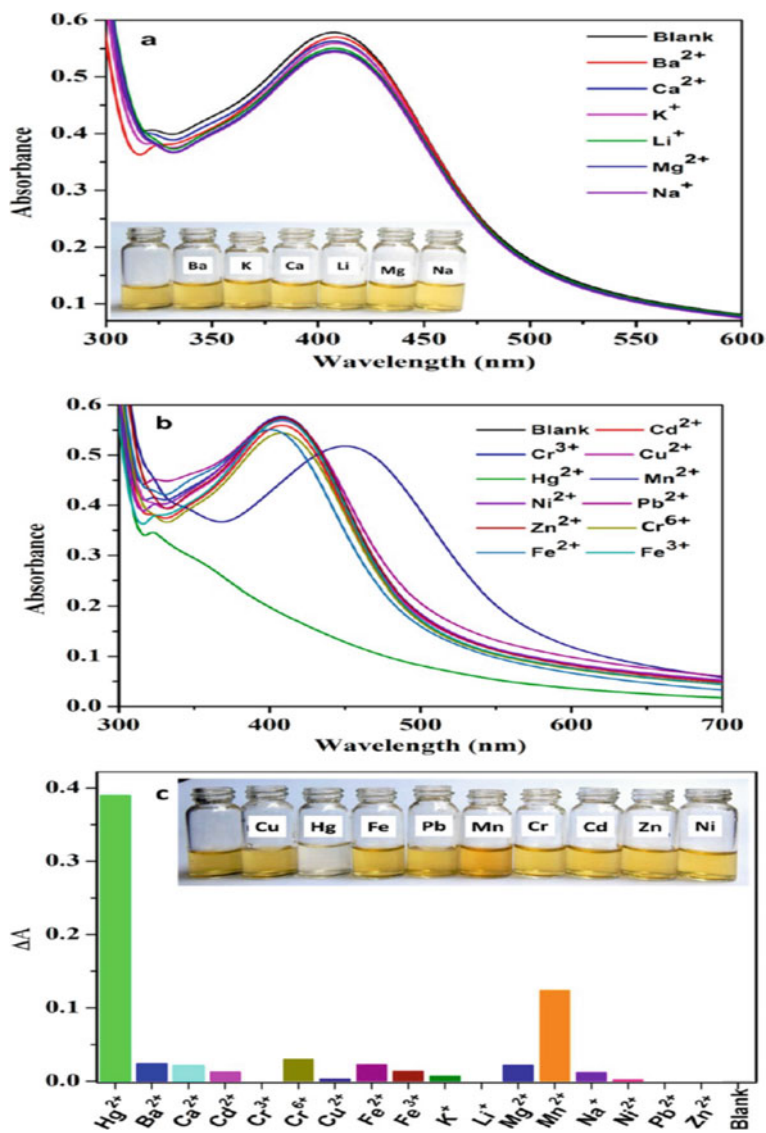 a
0.6
0.5
0.4
0.3
0.2
0.1
Absorbance
Blank
Ba2+
Ca2+
K+
Li+
Mg2+
Na+
Ba K Ca Li Mg Na
300 350 400 450 500 550 600
Wavelength (nm)
b
0.6
0.5
0.4
0.3
0.2
0.1
0.0
Absorbance
Blank Cd2+
Cr3+ Cu2+
Hg2+ Mn2+
Ni2+ Pb2+
Zn2+ Cr6+
Fe2+ Fe3+
300 400 500 600 700
Wavelength (nm)
c
0.4
0.3
0.2
0.1
0.0
ΔA
Cu Hg Fe Pb Mn Cr Cd Zn Ni
Hg2+ Ba2+ Ca2+ Cd2+ Cr3+ Cr6+ Cu2+ Fe2+ Fe3+ K+ Li+ Mg2+ Mn2+ Na+ Ni2+ Pb2+ Zn2+ Blank